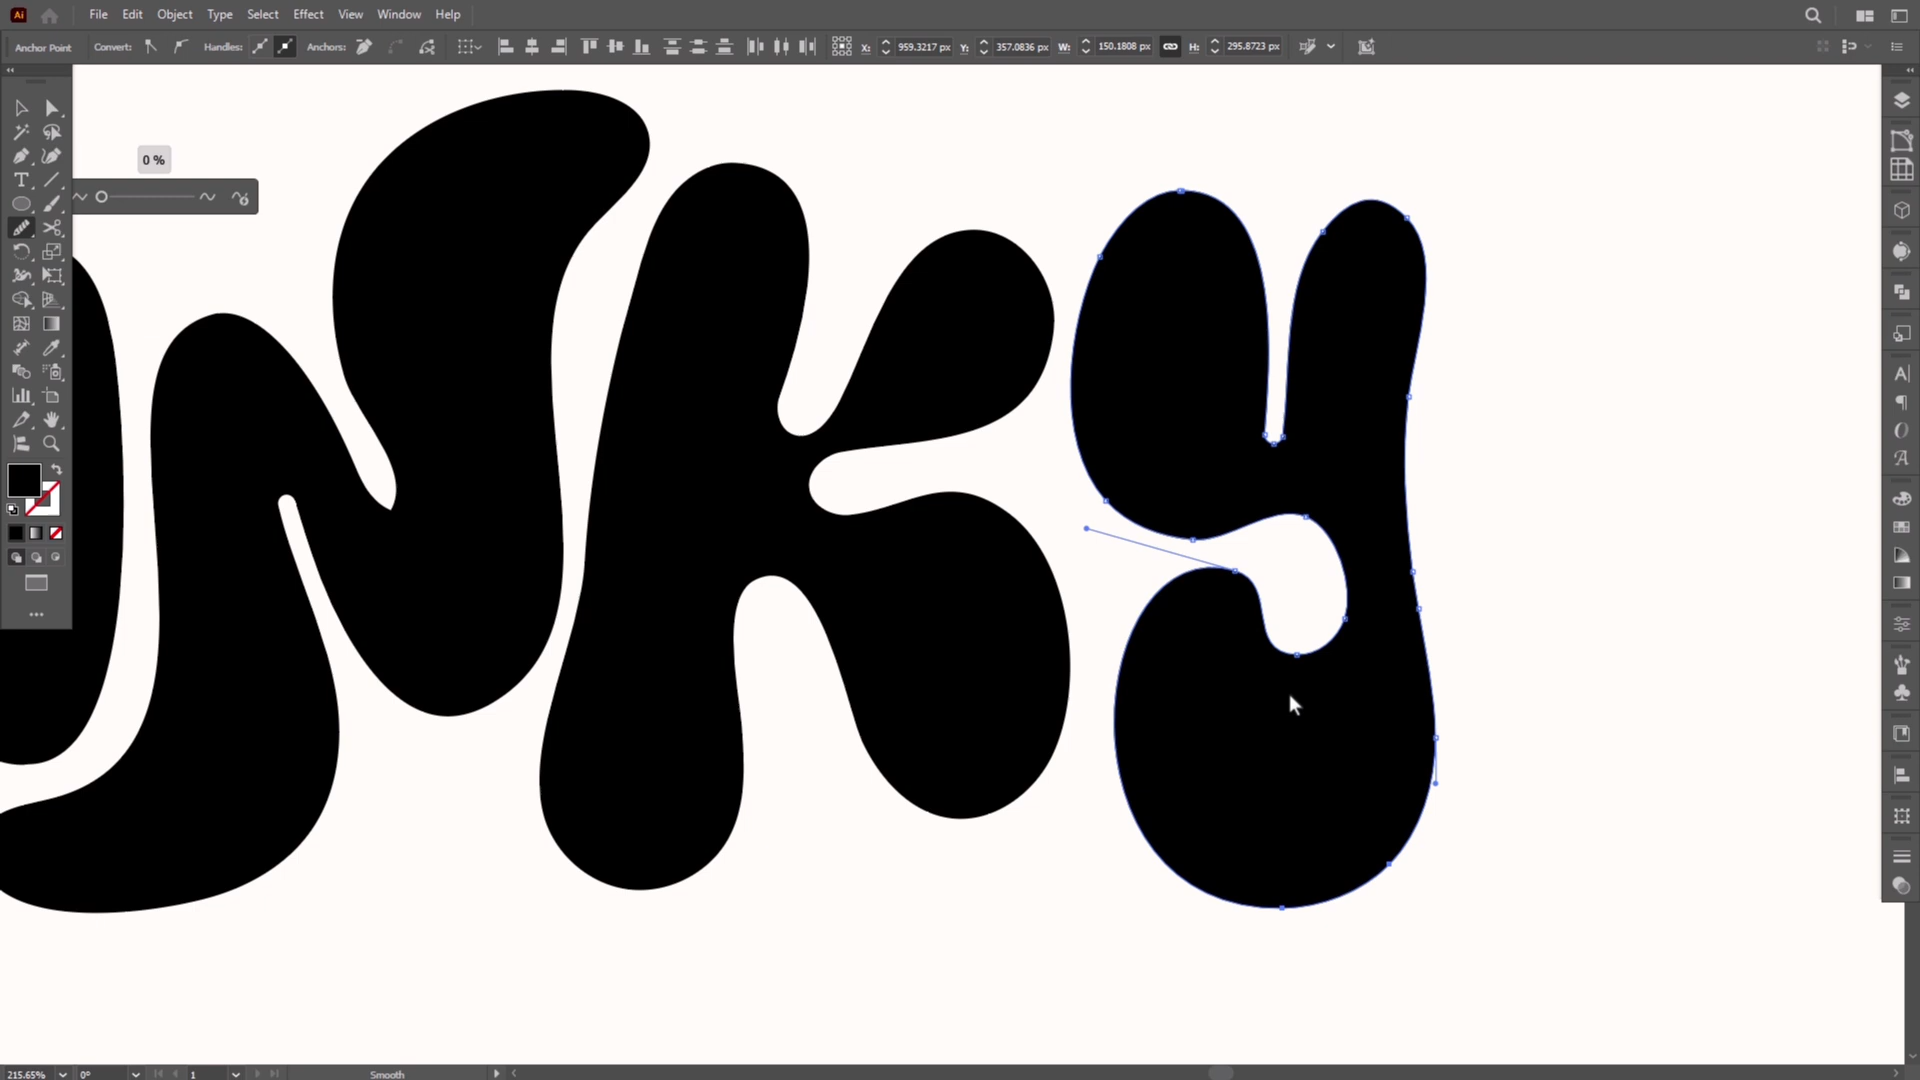 Ai File Edit Object Type Select Effect View Window Help
Anchor Point Convert: Handles: Anchors: X: 959.3217 px Y: 357.0836 px W: 150.1808 px H: 295.8723 px
0 %
NKY
215.65% 0° 1 Smooth